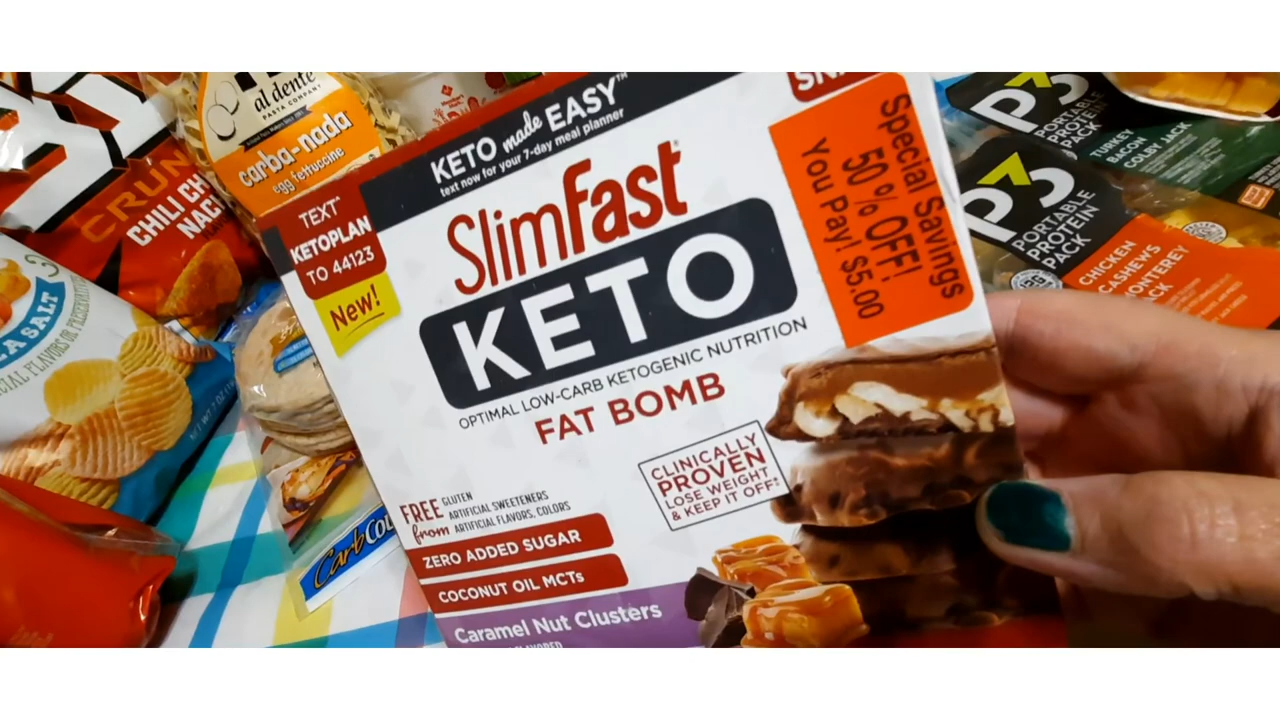 KETO made EASY™
text now for your 7-day meal planner
TEXT*
KETOPLAN
TO 44123
New!
SlimFast®
KETO
OPTIMAL LOW-CARB KETOGENIC NUTRITION
FAT BOMB
Special Savings
50% OFF!
You Pay! $5.00
CLINICALLY
PROVEN
LOSE WEIGHT
& KEEP IT OFF*
FREE from
GLUTEN
ARTIFICIAL SWEETENERS
ARTIFICIAL FLAVORS, COLORS
ZERO ADDED SUGAR
COCONUT OIL MCTs
Caramel Nut Clusters
al dente
PASTA COMPANY
carba-nada
egg fettuccine
CRUN
CHILI CH
NAC
SEA SALT
P3
PORTABLE
PROTEIN
PACK
TURKEY
BACON
COLBY JACK
P3
PORTABLE
PROTEIN
PACK
CHICKEN
CASHEWS
MONTEREY
JACK